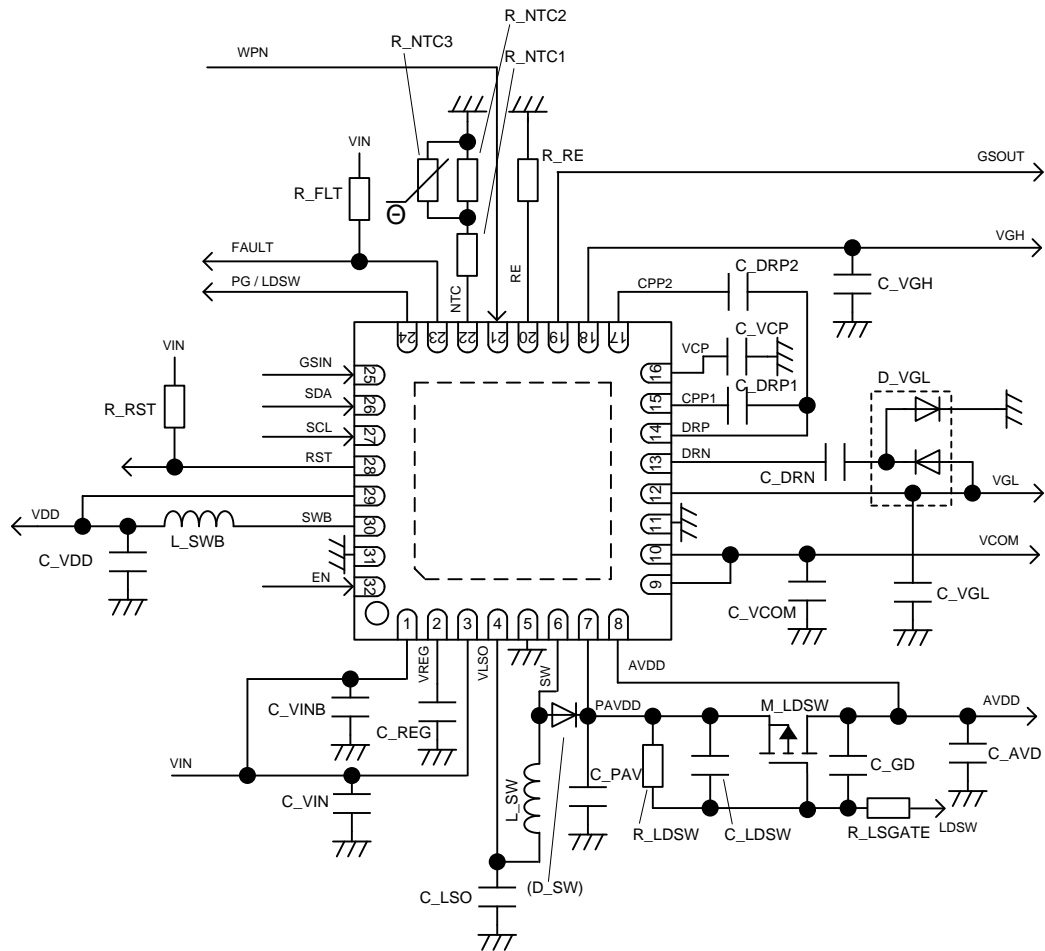 R_NTC2
R_NTC3
R_NTC1
WPN
VIN
R_FLT
Θ
R_RE
GSOUT
FAULT
VGH
PG / LDSW
NTC
RE
CPP2
C_DRP2
C_VGH
24
23
22
21
20
19
18
17
VIN
GSIN
25
SDA
26
SCL
27
R_RST
RST
28
29
VDD
SWB
30
L_SWB
C_VDD
31
EN
32
VCP
C_VCP
16
C_DRP1
CPP1
15
DRP
14
DRN
13
D_VGL
C_DRN
12
VGL
11
10
VCOM
9
C_VCOM
C_VGL
1
2
3
4
5
6
7
8
VREG
VLSO
SW
AVDD
C_VINB
C_REG
VIN
C_VIN
PAVDD
M_LDSW
AVDD
C_AVD
C_GD
C_PAV
L_SW
R_LDSW
C_LDSW
R_LSGATE
LDSW
(D_SW)
C_LSO